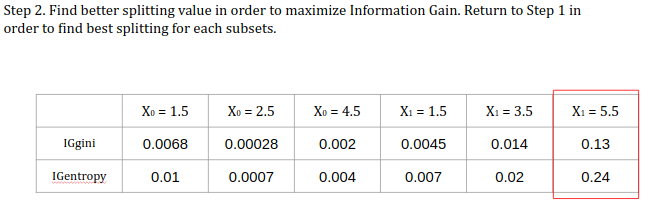 Step 2. Find better splitting value in order to maximize Information Gain. Return to Step 1 in
order to find best splitting for each subsets.
X₀ = 1.5 X₀ = 2.5 X₀ = 4.5 X₁ = 1.5 X₁ = 3.5 X₁ = 5.5
IGgini 0.0068 0.00028 0.002 0.0045 0.014 0.13
IGentropy 0.01 0.0007 0.004 0.007 0.02 0.24